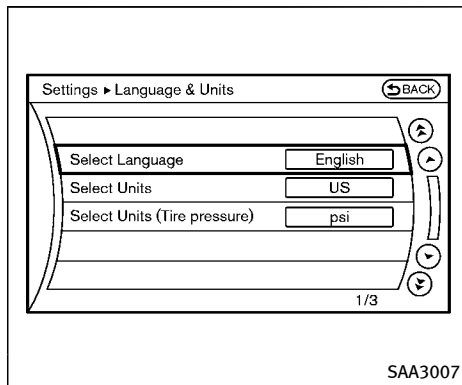 Settings ▶ Language & Units
BACK
Select Language English
Select Units US
Select Units (Tire pressure) psi
1/3
SAA3007